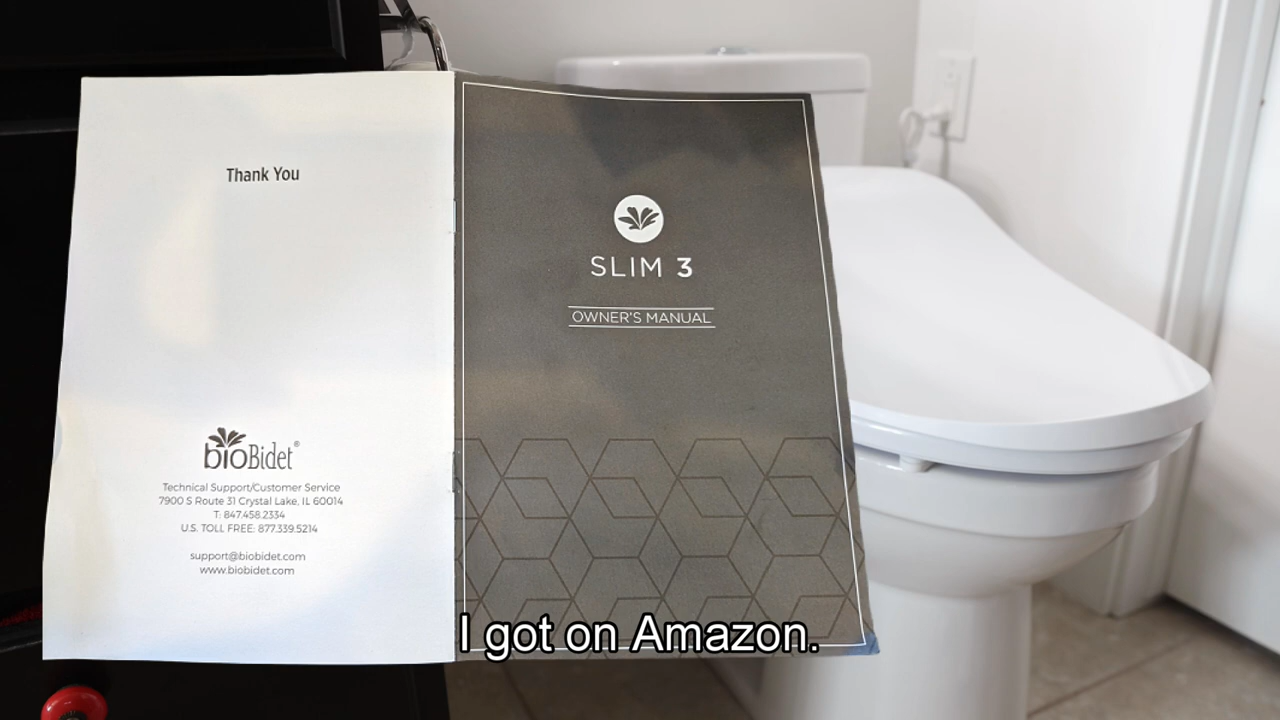 Thank You
bioBidet®
Technical Support/Customer Service
7900 S Route 31 Crystal Lake, IL 60014
T: 847.458.2334
U.S. TOLL FREE: 877.339.5214
support@biobidet.com
www.biobidet.com
SLIM 3
OWNER'S MANUAL
I got on Amazon.